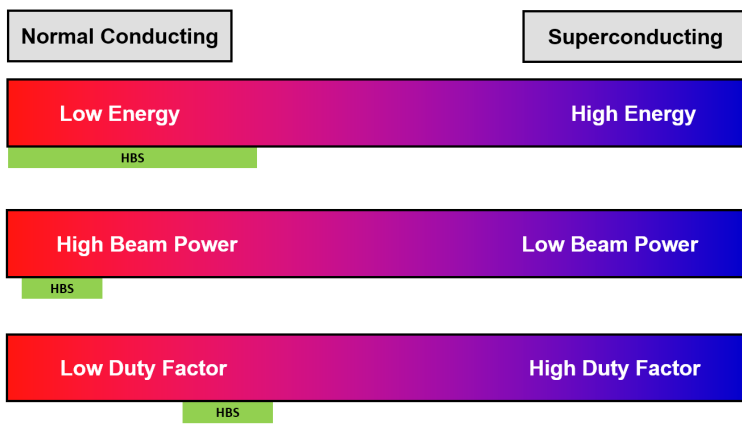 Normal Conducting
Superconducting
Low Energy
High Energy
HBS
High Beam Power
Low Beam Power
HBS
Low Duty Factor
High Duty Factor
HBS